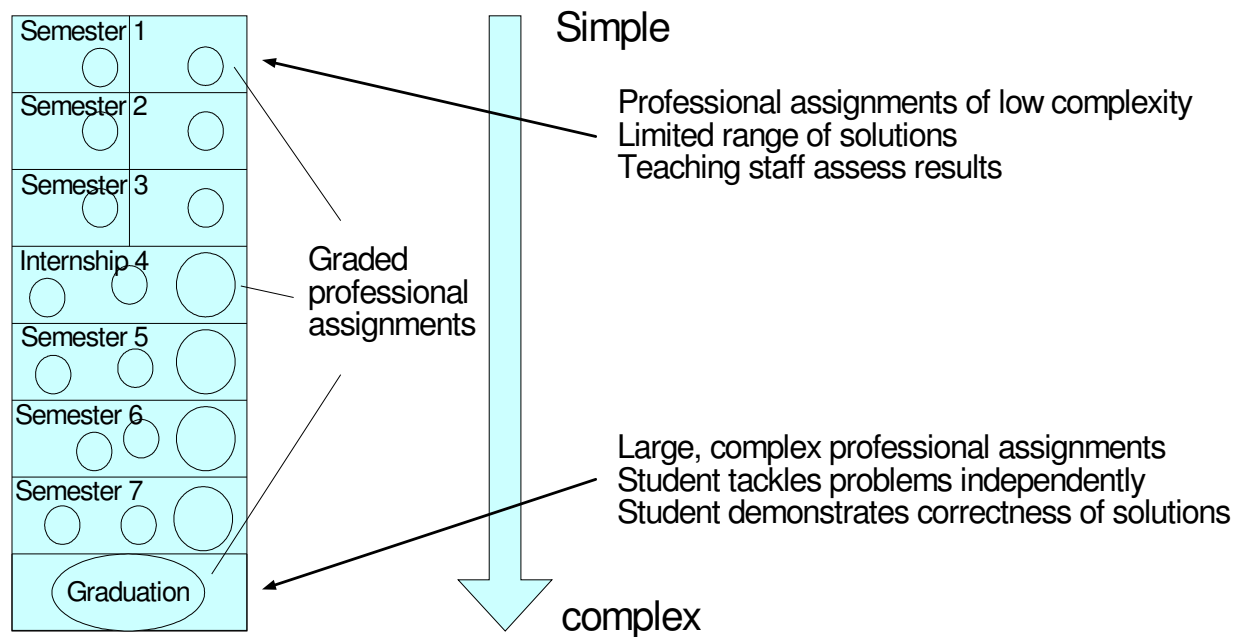 Semester 1
Semester 2
Semester 3
Internship 4
Semester 5
Semester 6
Semester 7
Graduation
Graded
professional
assignments
Simple
Professional assignments of low complexity
Limited range of solutions
Teaching staff assess results
Large, complex professional assignments
Student tackles problems independently
Student demonstrates correctness of solutions
complex